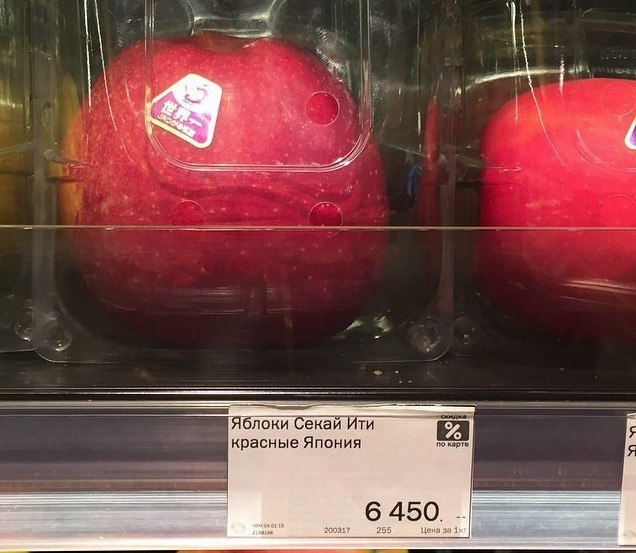 世界一
Яблоки Секай Ити
красные Япония
скидка
%
по карте
6 450. --
200317 255 Цена за 1кг